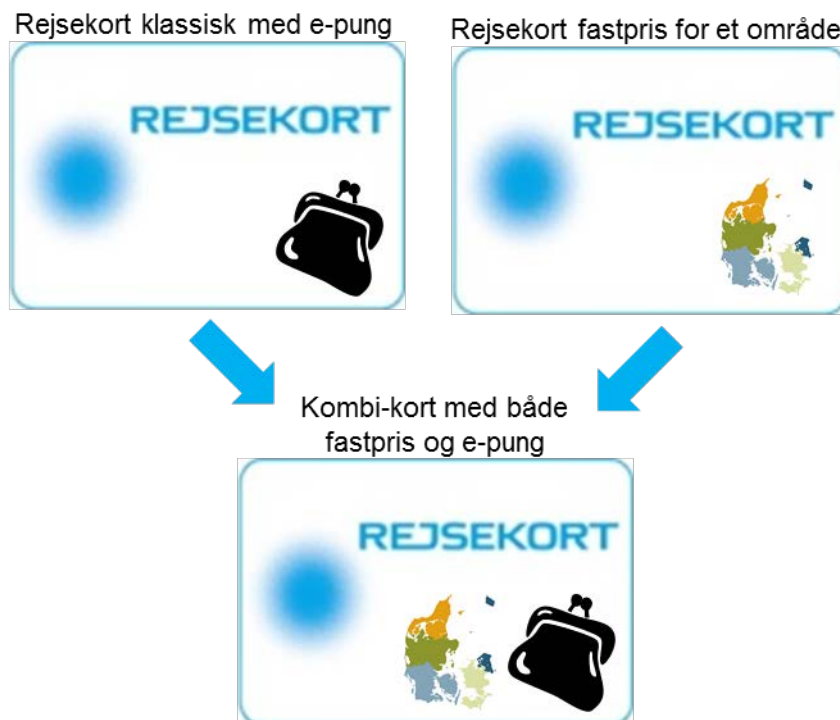 Rejsekort klassisk med e-pung
Rejsekort fastpris for et område
REJSEKORT
REJSEKORT
Kombi-kort med både
fastpris og e-pung
REJSEKORT